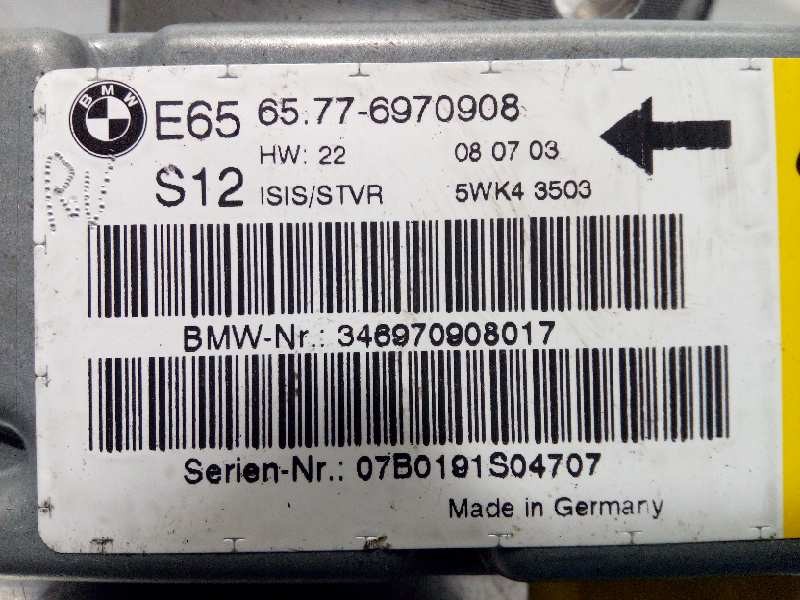 BMW
E65 65.77-6970908
HW: 22 08 07 03
S12 ISIS/STVR 5WK4 3503
BMW-Nr.: 346970908017
Serien-Nr.: 07B0191S04707
Made in Germany